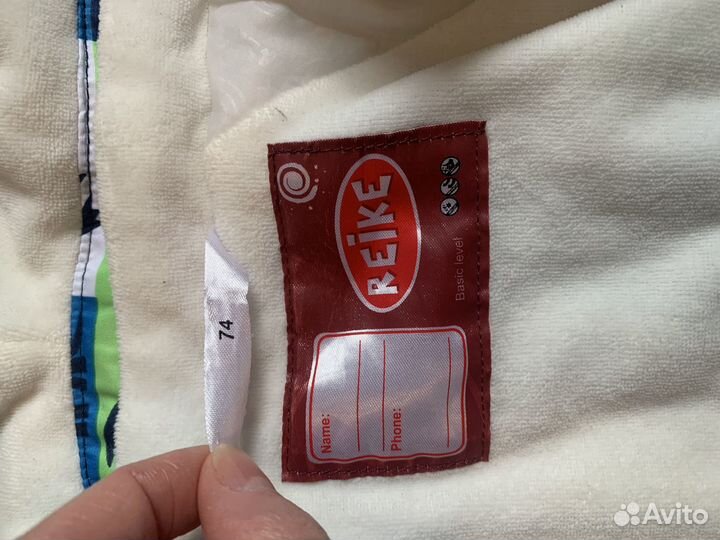 REiKE
Basic level
Name:
Phone:
74
Avito